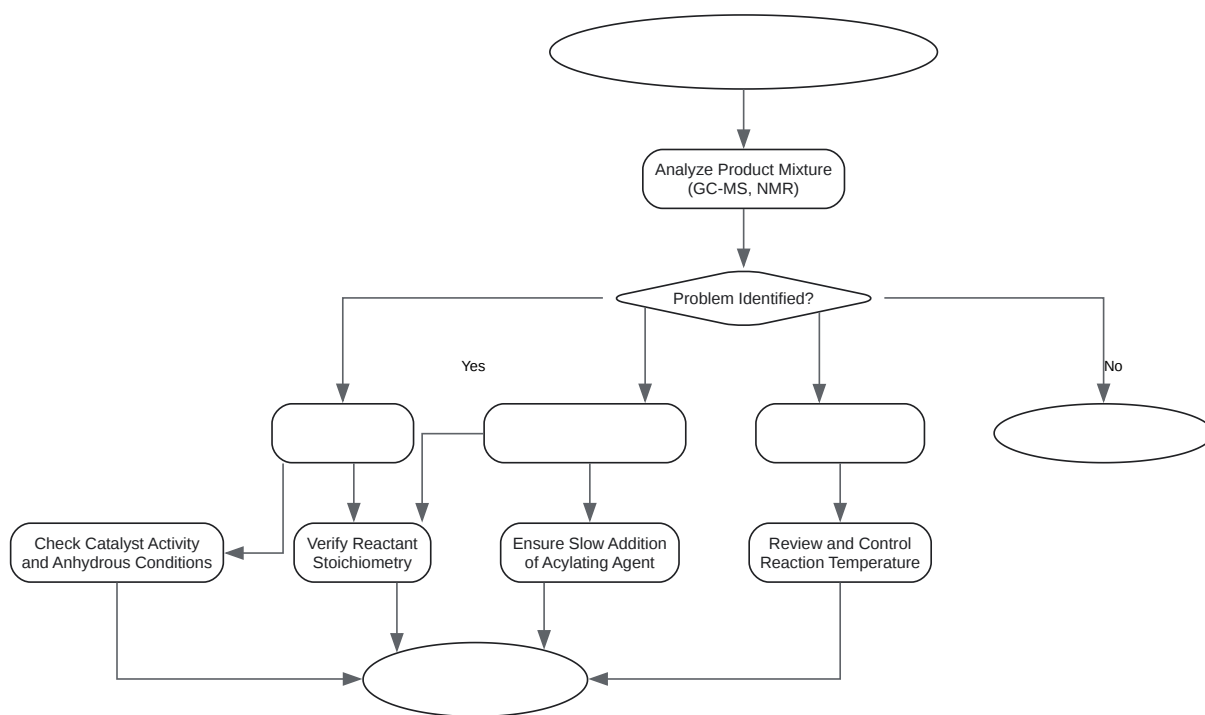 Analyze Product Mixture
(GC-MS, NMR)
Problem Identified?
Yes
No
Check Catalyst Activity
and Anhydrous Conditions
Verify Reactant
Stoichiometry
Ensure Slow Addition
of Acylating Agent
Review and Control
Reaction Temperature